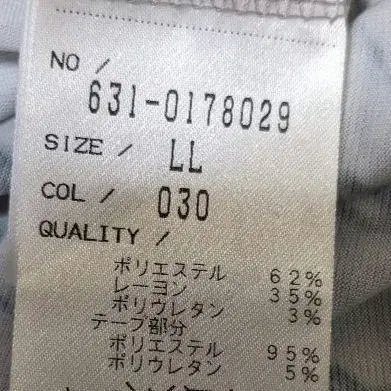 NO /
631-0178029
SIZE / LL
COL / 030
QUALITY /
ポリエステル 62%
レーヨン 35%
ポリウレタン 3%
テープ部分
ポリエステル 95%
ポリウレタン 5%